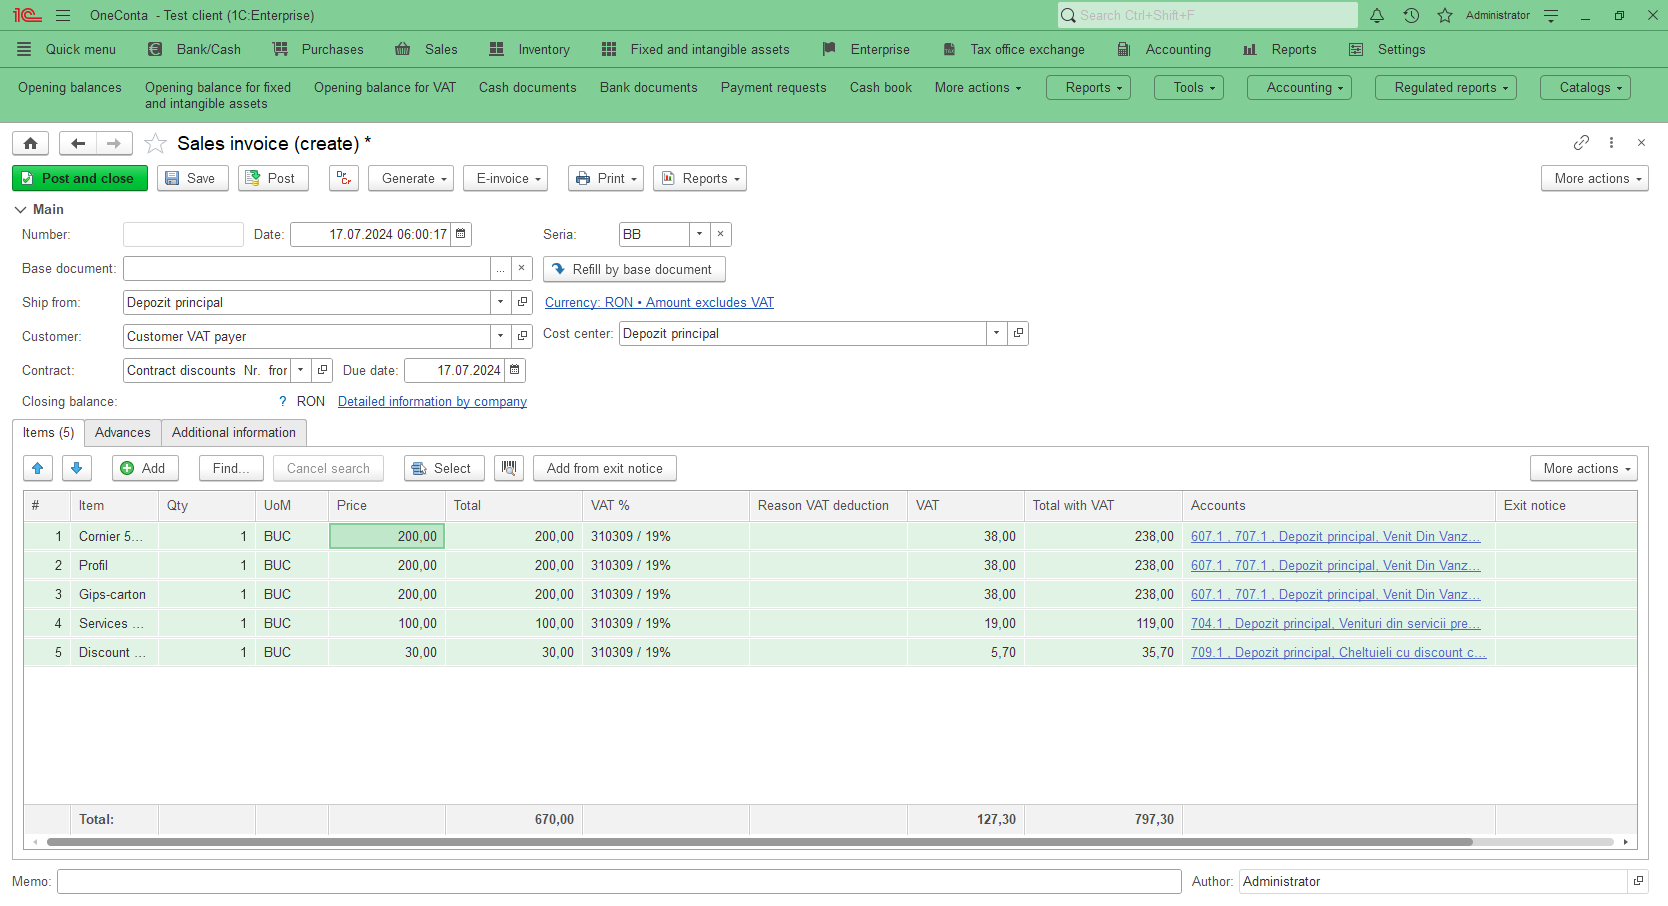 OneConta - Test client (1C:Enterprise)
Search Ctrl+Shift+F
Administrator
Quick menu Bank/Cash Purchases Sales Inventory Fixed and intangible assets Enterprise Tax office exchange Accounting Reports Settings
Opening balances Opening balance for fixed and intangible assets Opening balance for VAT Cash documents Bank documents Payment requests Cash book More actions Reports Tools Accounting Regulated reports Catalogs
Sales invoice (create) *
Post and close Save Post Dr Cr Generate E-invoice Print Reports More actions
Main
Number: Date: 17.07.2024 06:00:17 Seria: BB
Base document: ... × Refill by base document
Ship from: Depozit principal Currency: RON • Amount excludes VAT
Customer: Customer VAT payer Cost center: Depozit principal
Contract: Contract discounts Nr. fror Due date: 17.07.2024
Closing balance: ? RON Detailed information by company
Items (5) Advances Additional information
Add Find... Cancel search Select Add from exit notice More actions
# Item Qty UoM Price Total VAT % Reason VAT deduction VAT Total with VAT Accounts Exit notice
1 Cornier 5... 1 BUC 200,00 200,00 310309 / 19% 38,00 238,00 607.1 , 707.1 , Depozit principal, Venit Din Vanz...
2 Profil 1 BUC 200,00 200,00 310309 / 19% 38,00 238,00 607.1 , 707.1 , Depozit principal, Venit Din Vanz...
3 Gips-carton 1 BUC 200,00 200,00 310309 / 19% 38,00 238,00 607.1 , 707.1 , Depozit principal, Venit Din Vanz...
4 Services ... 1 BUC 100,00 100,00 310309 / 19% 19,00 119,00 704.1 , Depozit principal, Venituri din servicii pre...
5 Discount ... 1 BUC 30,00 30,00 310309 / 19% 5,70 35,70 709.1 , Depozit principal, Cheltuieli cu discount c...
Total: 670,00 127,30 797,30
Memo: Author: Administrator